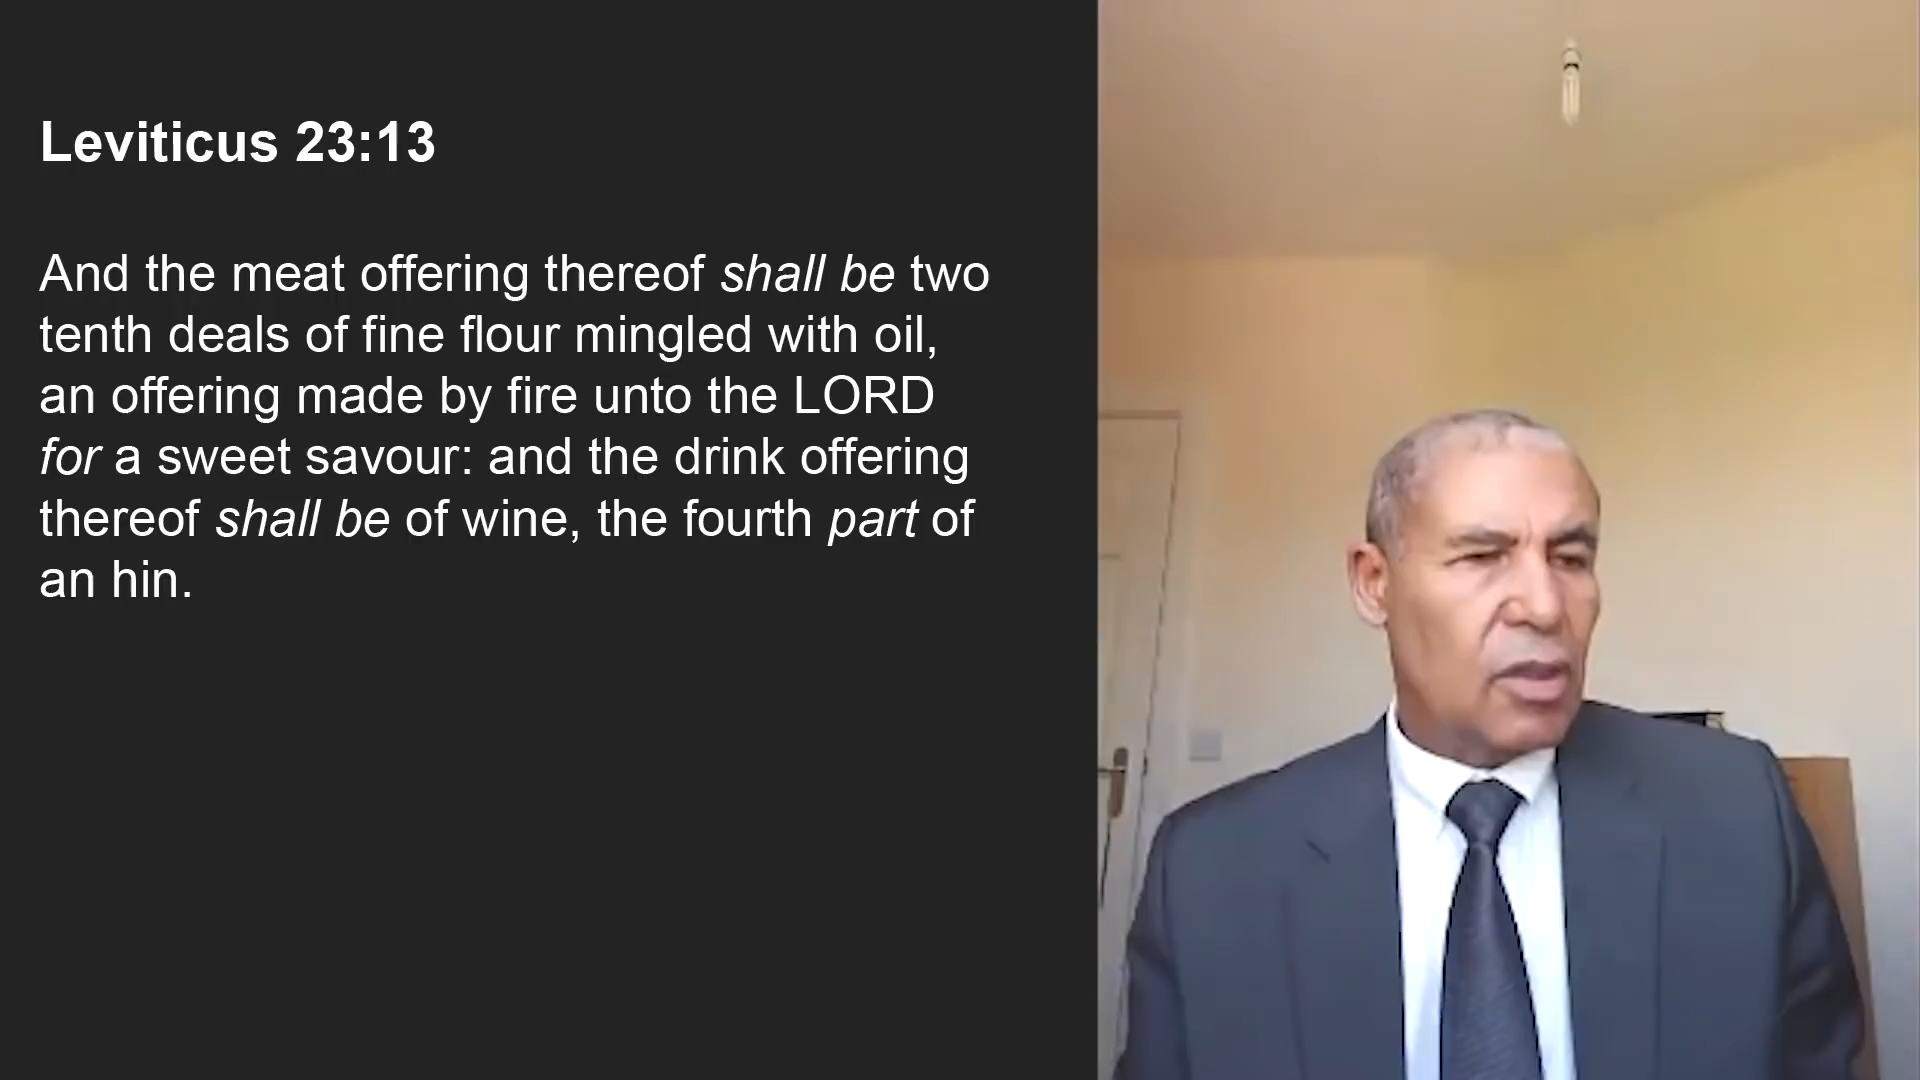 Leviticus 23:13
And the meat offering thereof shall be two
tenth deals of fine flour mingled with oil,
an offering made by fire unto the LORD
for a sweet savour: and the drink offering
thereof shall be of wine, the fourth part of
an hin.